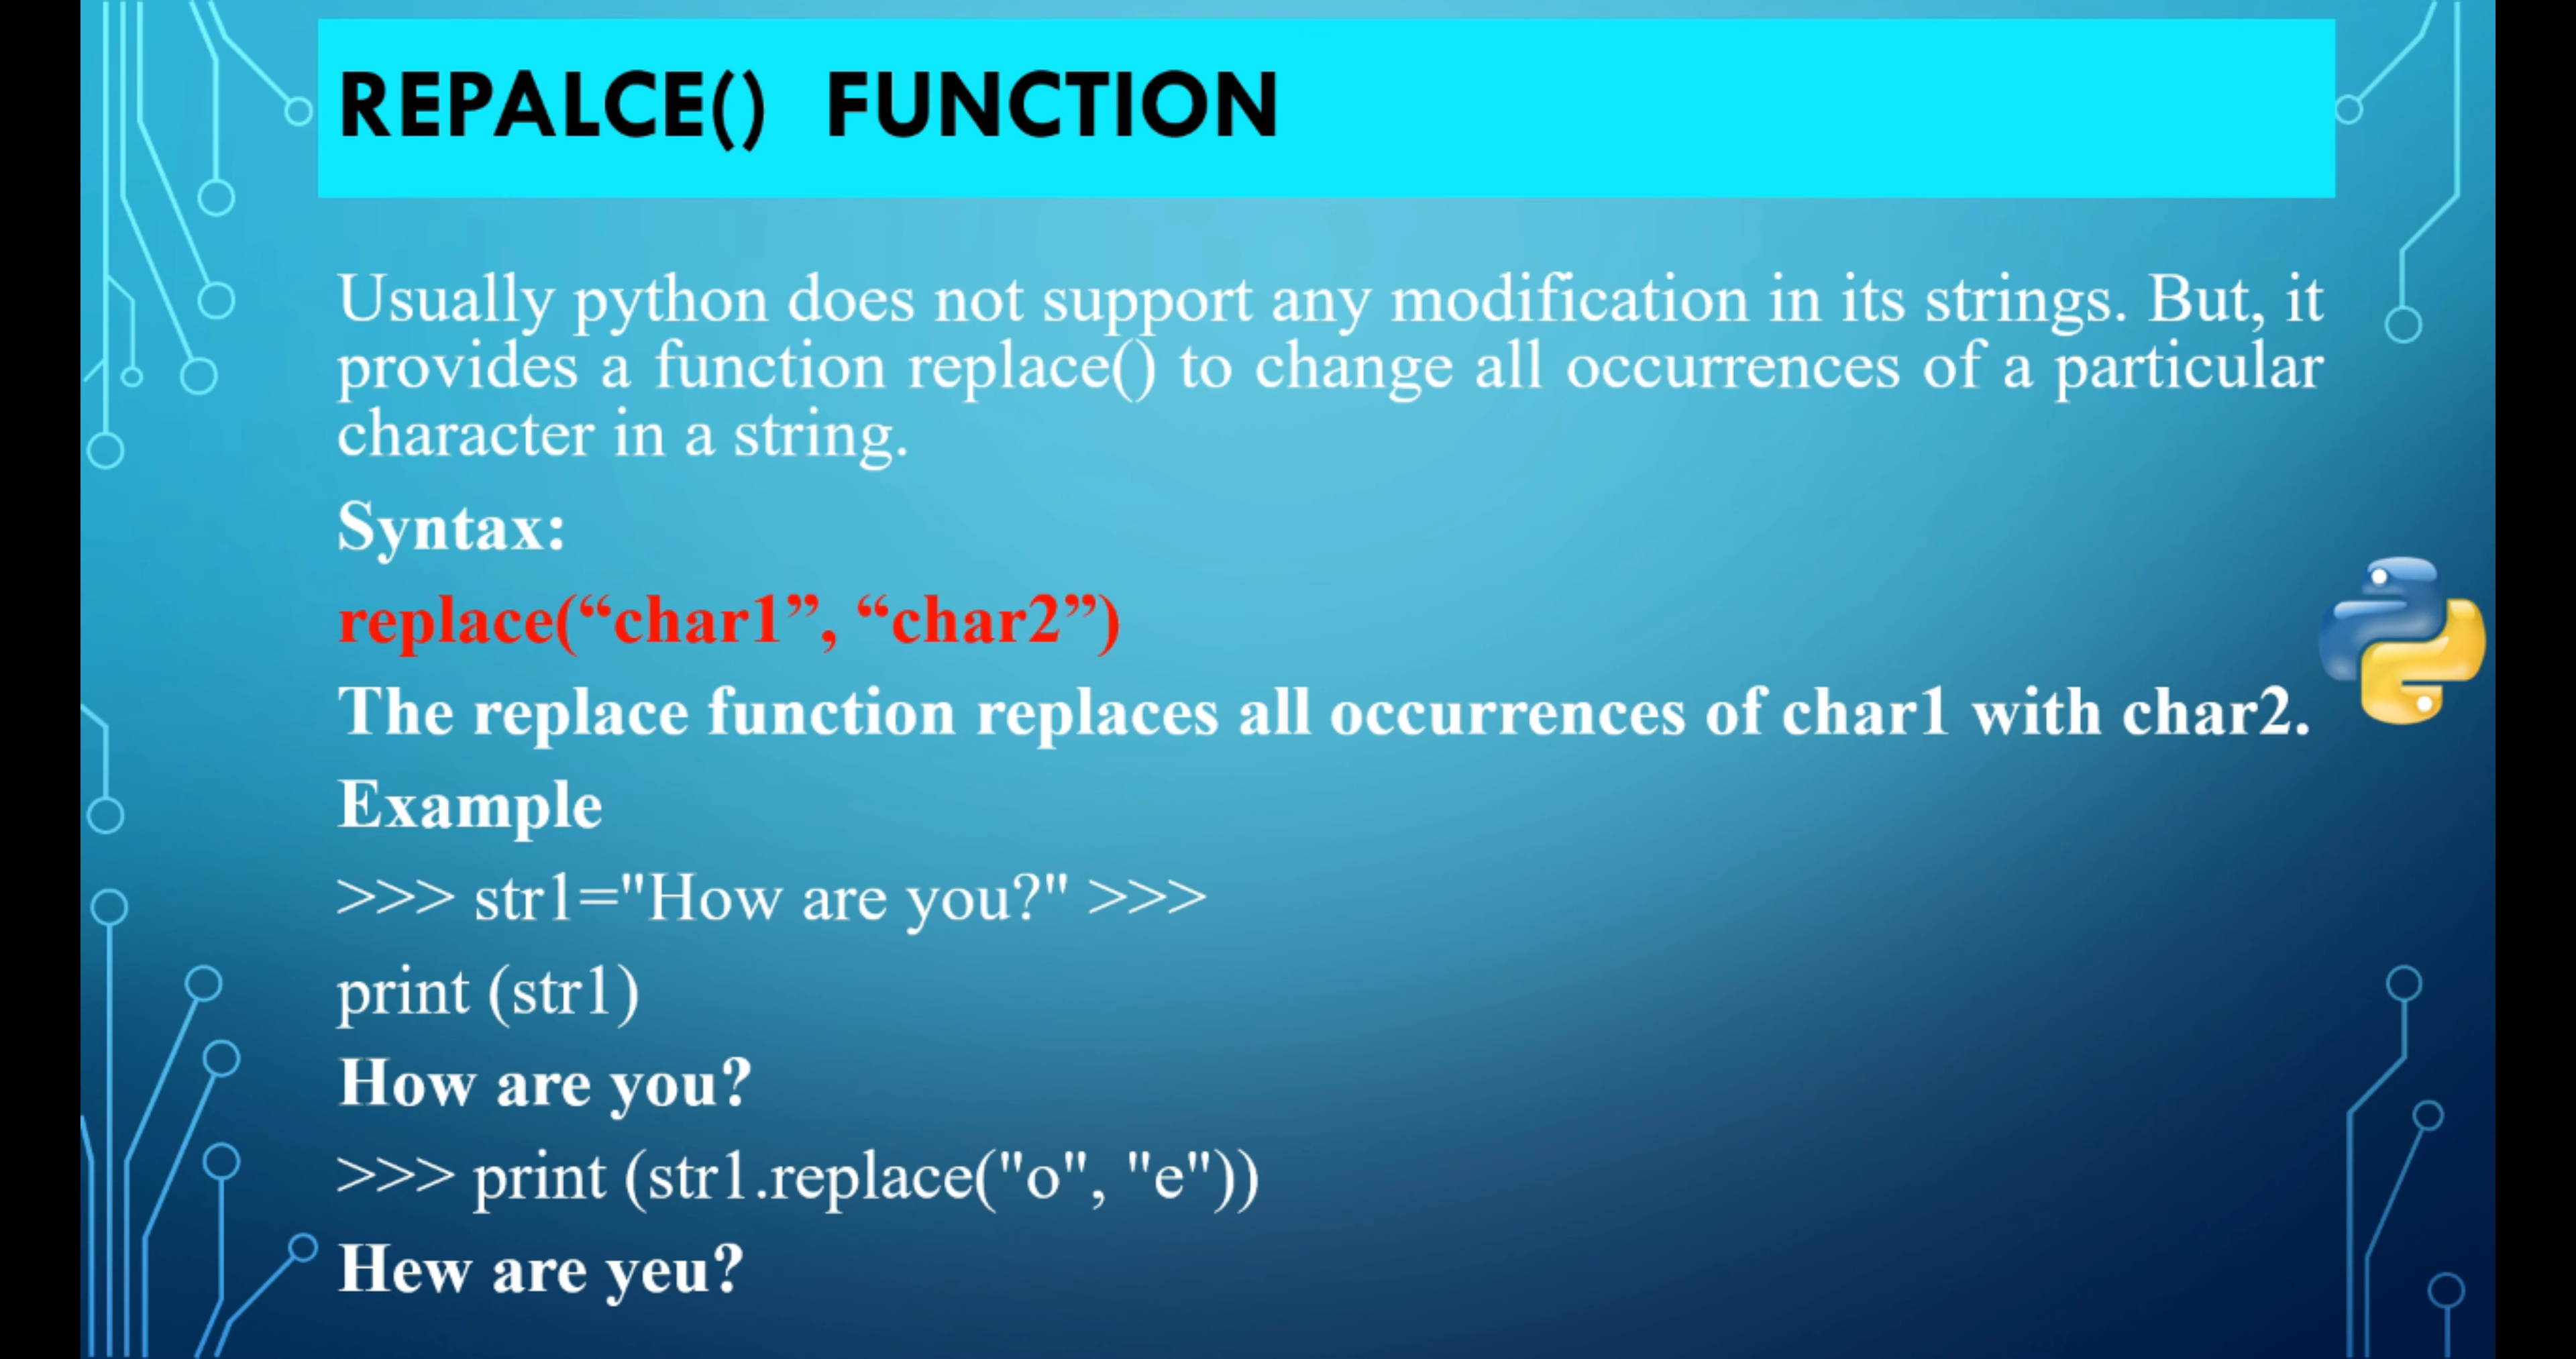 REPALCE() FUNCTION
Usually python does not support any modification in its strings. But, it
provides a function replace() to change all occurrences of a particular
character in a string.
Syntax:
replace(“char1”, “char2”)
The replace function replaces all occurrences of char1 with char2.
Example
>>> str1="How are you?" >>>
print (str1)
How are you?
>>> print (str1.replace("o", "e"))
Hew are yeu?